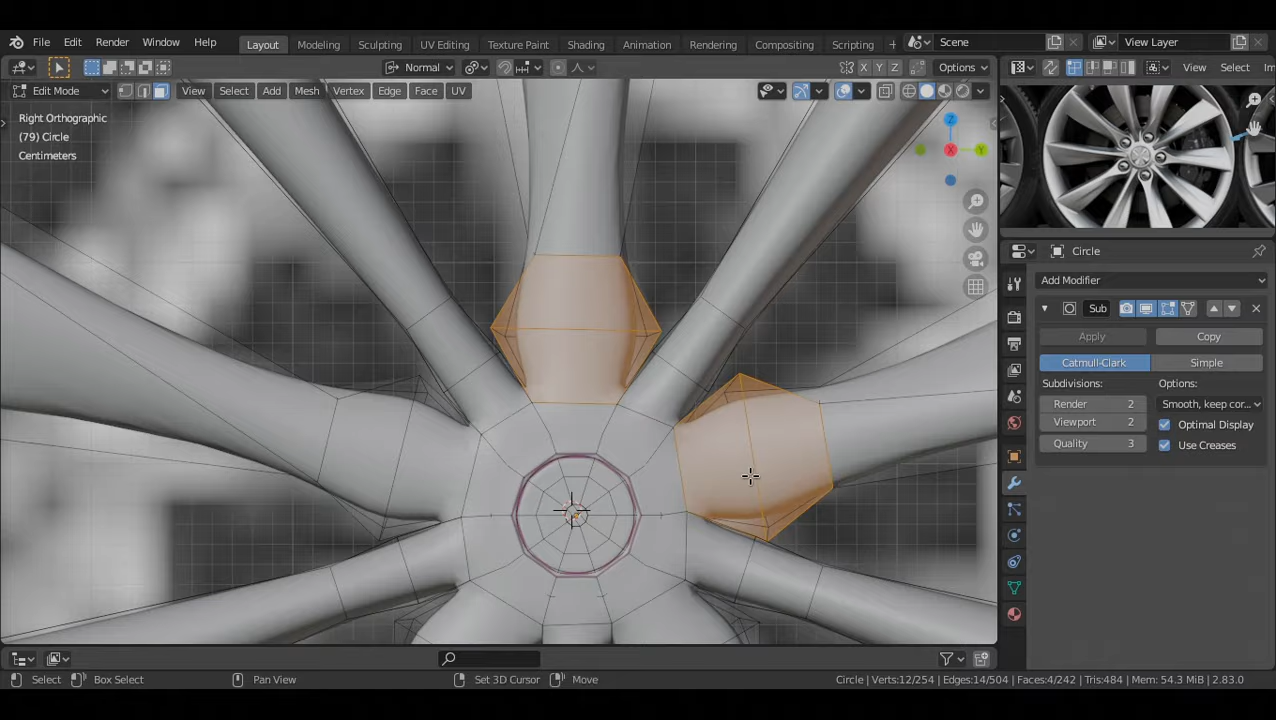 File Edit Render Window Help Layout Modeling Sculpting UV Editing Texture Paint Shading Animation Rendering Compositing Scripting + Scene View Layer
Normal X Y Z Options View Select
Edit Mode View Select Add Mesh Vertex Edge Face UV
Right Orthographic
(79) Circle
Centimeters
Z
X Y
Circle
Add Modifier
Sub
Apply Copy
Catmull-Clark Simple
Subdivisions: Options:
Render 2 Smooth, keep cor...
Viewport 2 Optimal Display
Quality 3 Use Creases
Select Box Select Pan View Set 3D Cursor Move Circle | Verts:12/254 | Edges:14/504 | Faces:4/242 | Tris:484 | Mem: 54.3 MiB | 2.83.0